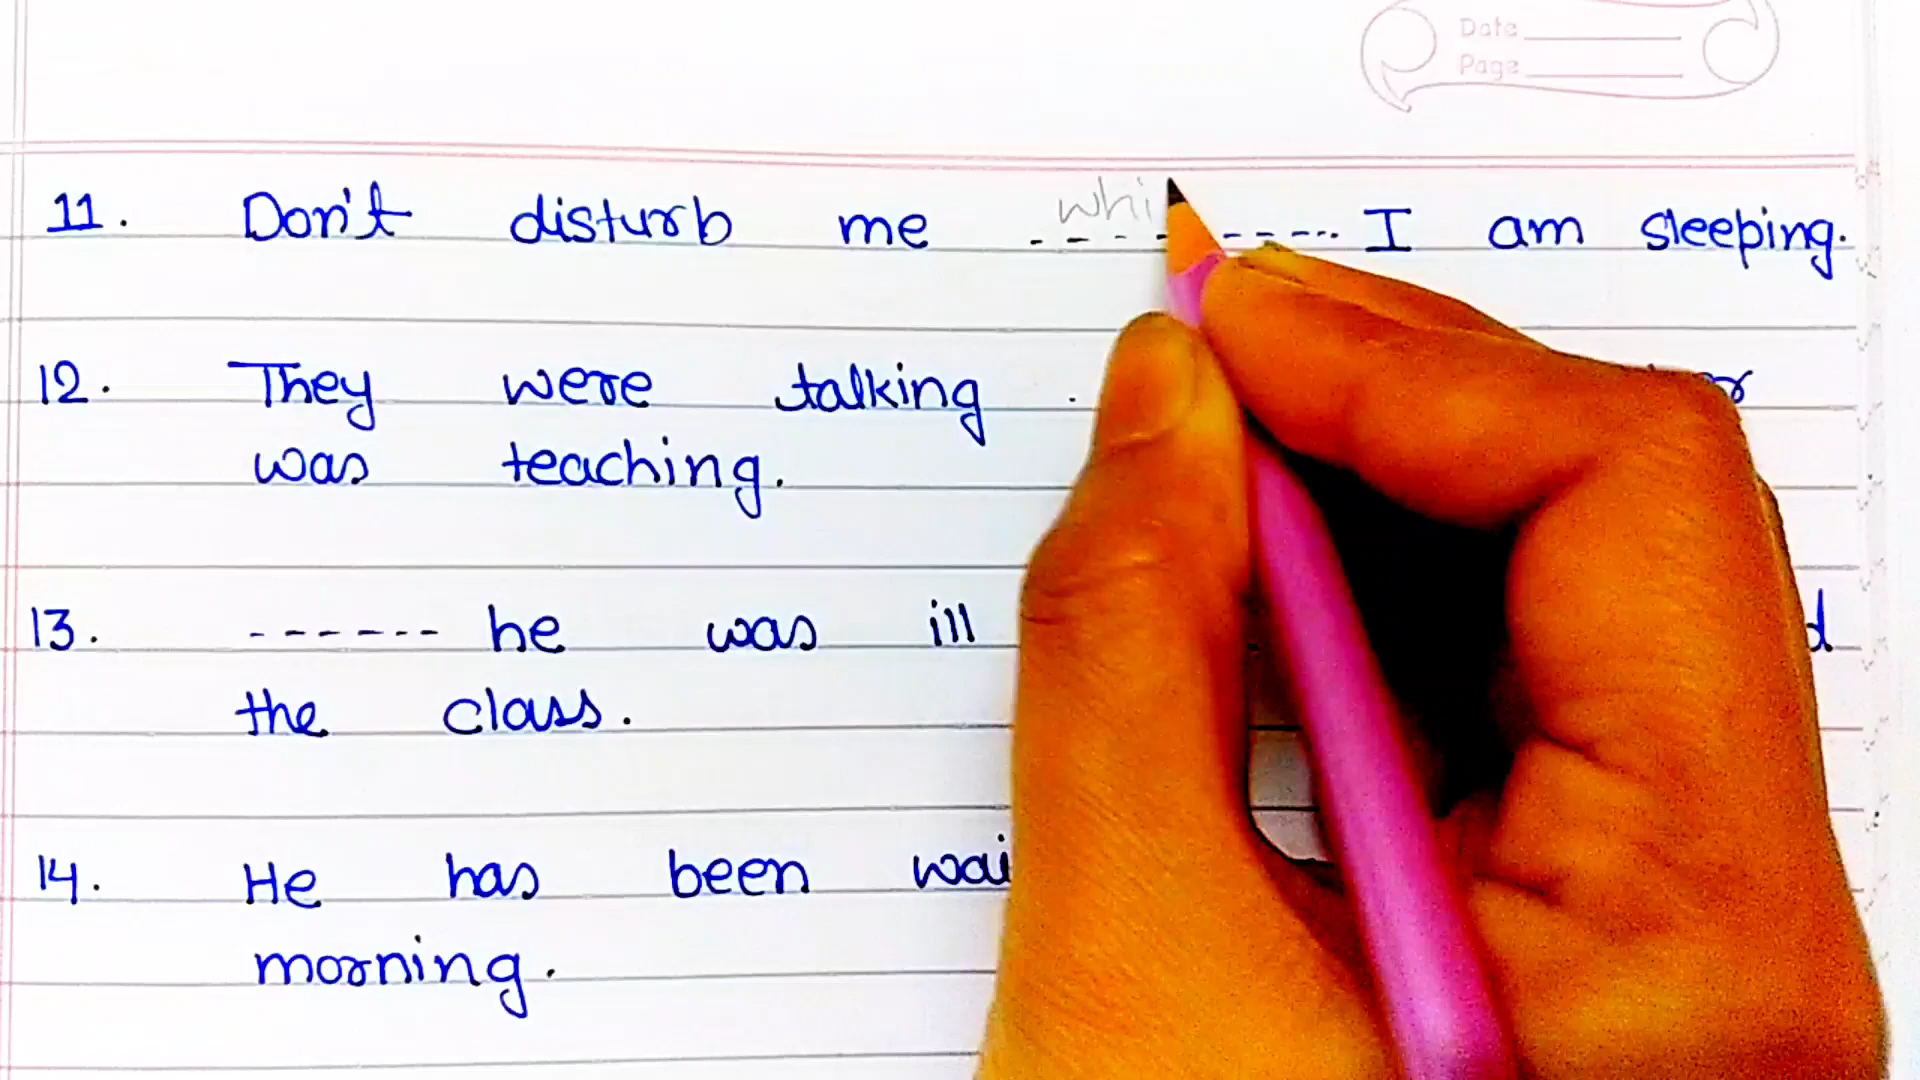 Date
Page
11. Don't disturb me whi ---------- I am sleeping.
12. They were talking
was teaching.
13. ------ he was ill
the class.
14. He has been
morning.